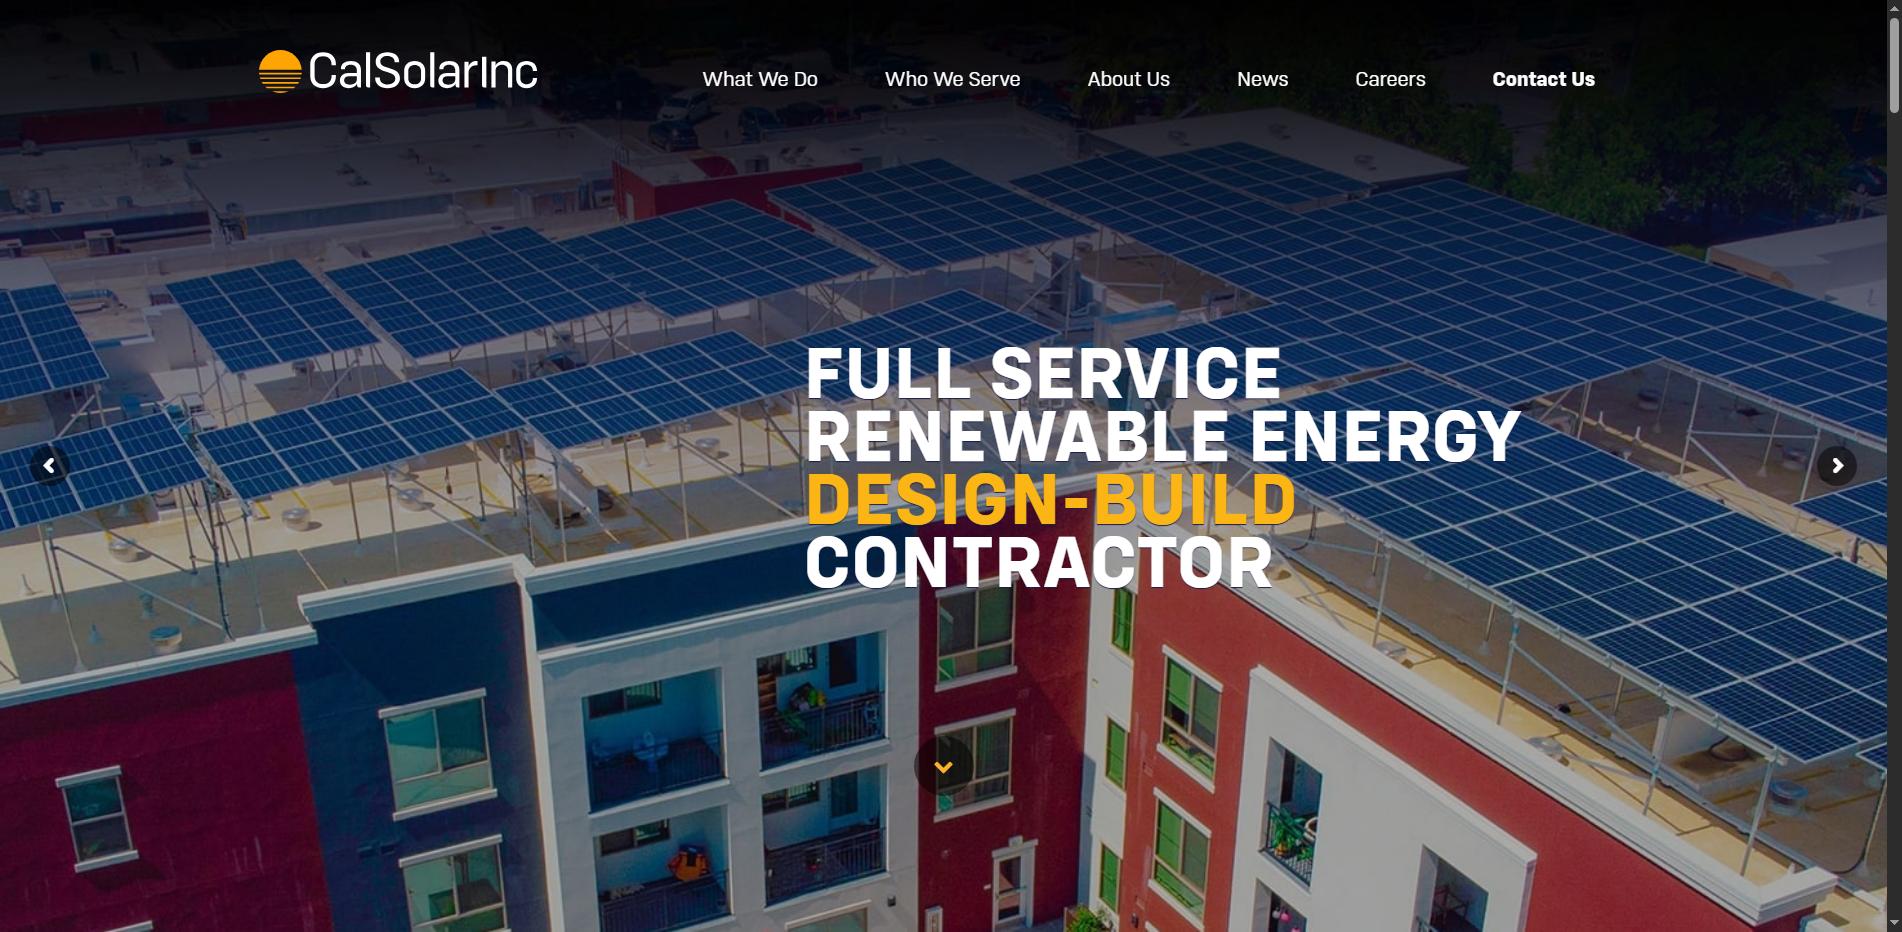 CalSolarInc
What We Do
Who We Serve
About Us
News
Careers
Contact Us
FULL SERVICE
RENEWABLE ENERGY
DESIGN-BUILD
CONTRACTOR